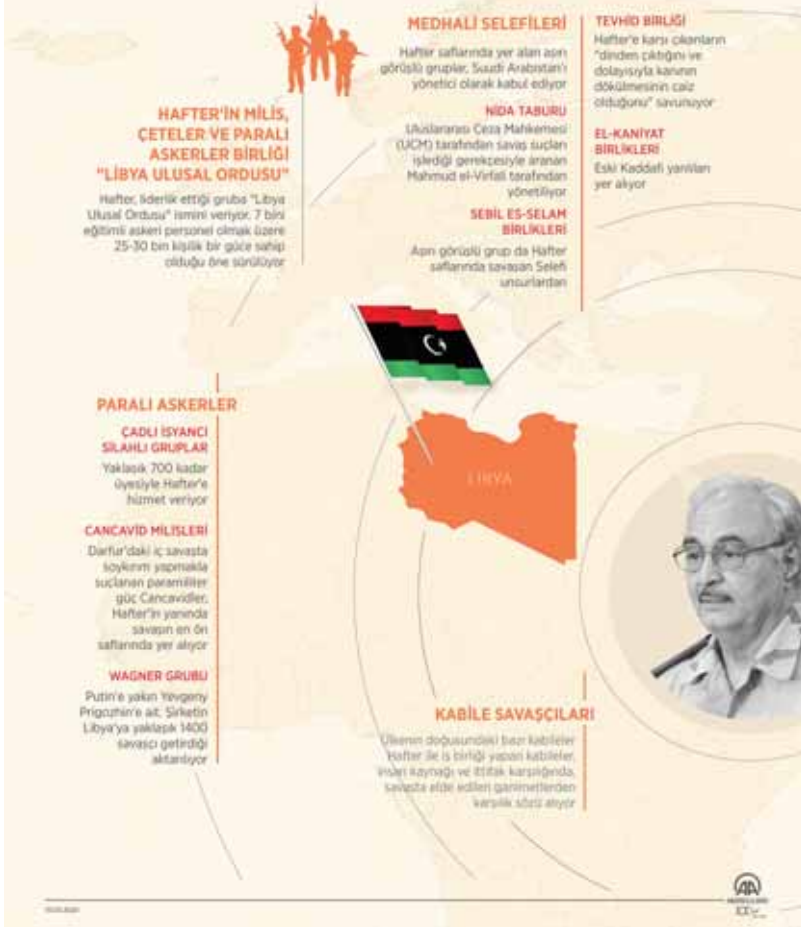 HAFTER'İN MİLİS,
ÇETELER VE PARALI
ASKERLER BİRLİĞİ
"LİBYA ULUSAL ORDUSU"
Hafter, liderlik ettiği gruba "Libya
Ulusal Ordusu" ismini veriyor. 7 bini
eğitimli askeri personel olmak üzere
25-30 bin kişilik bir güce sahip
olduğu öne sürülüyor
MEDHALİ SELEFİLERİ
Hafter saflarında yer alan aşırı
görüşlü gruplar, Suudi Arabistan'ı
yönetici olarak kabul ediyor
NİDA TABURU
Uluslararası Ceza Mahkemesi
(UCM) tarafından savaş suçları
işlediği gerekçesiyle aranan
Mahmud el-Virfali tarafından
yönetiliyor
SEBİL ES-SELAM
BİRLİKLERİ
Aşırı görüşlü grup da Hafter
saflarında savaşan Selefi
unsurlardan
TEVHİD BİRLİĞİ
Hafter'e karşı çıkanların
"dinden çıktığını ve
dolayısıyla kanının
dökülmesinin caiz
olduğunu" savunuyor
EL-KANİYAT
BİRLİKLERİ
Eski Kaddafi yanlıları
yer alıyor
PARALI ASKERLER
ÇADLI İSYANCI
SİLAHLI GRUPLAR
Yaklaşık 700 kadar
üyesiyle Hafter'e
hizmet veriyor
CANCAVİD MİLİSLERİ
Darfur'daki iç savaşta
soykırım yapmakla
suçlanan paramiliter
güç Cancavidler,
Hafter'in yanında
savaşın en ön
saflarında yer alıyor
WAGNER GRUBU
Putin'e yakın Yevgeny
Prigozhin'e ait. Şirketin
Libya'ya yaklaşık 1400
savaşçı getirdiği
aktarılıyor
LİBYA
KABİLE SAVAŞÇILARI
Ülkenin doğusundaki bazı kabileler
Hafter ile iş birliği yapan kabileler,
insan kaynağı ve ittifak karşılığında,
savaşta elde edilen ganimetlerden
karşılık sözü alıyor
AA